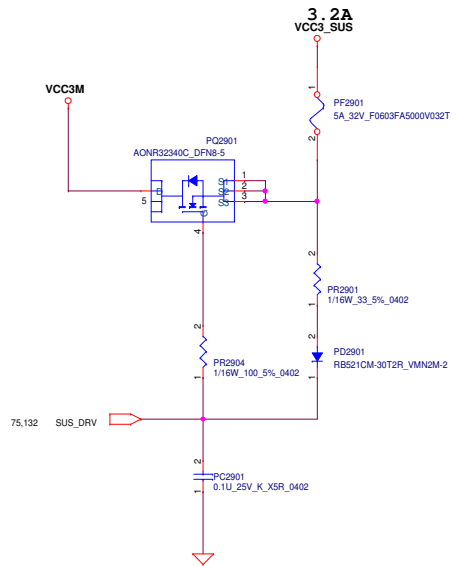 3.2A
VCC3_SUS
VCC3M
1
PF2901
5A_32V_F0603FA5000V032T
2
PQ2901
AONR32340C_DFN8-5
D
5
S1
S2
S3
G
1
2
3
4
2
PR2901
1/16W_33_5%_0402
1
2
PR2904
1/16W_100_5%_0402
1
2
PD2901
RB521CM-30T2R_VMN2M-2
1
75,132
SUS_DRV
2
PC2901
0.1U_25V_K_X5R_0402
1